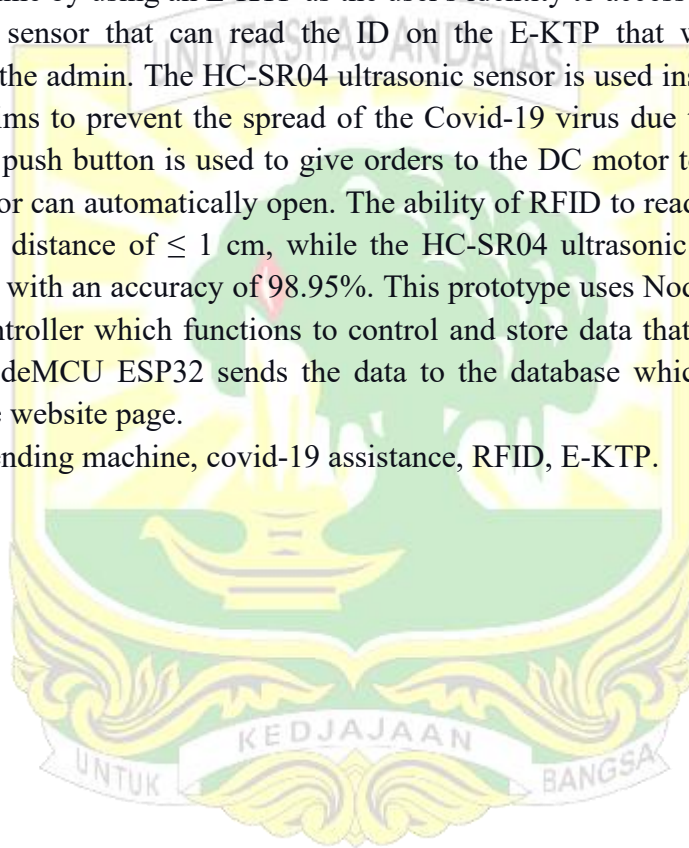 by using an E-KTP as the user's identity to access
sensor that can read the ID on the E-KTP that w
UNIVERSITAS ANDALAS
the admin. The HC-SR04 ultrasonic sensor is used ins
ims to prevent the spread of the Covid-19 virus due
push button is used to give orders to the DC motor t
or can automatically open. The ability of RFID to read
distance of ≤ 1 cm, while the HC-SR04 ultrasonic
with an accuracy of 98.95%. This prototype uses Nod
ntroller which functions to control and store data that
deMCU ESP32 sends the data to the database whic
website page.
ending machine, covid-19 assistance, RFID, E-KTP.
KEDJAJAAN
UNTUK BANGSA